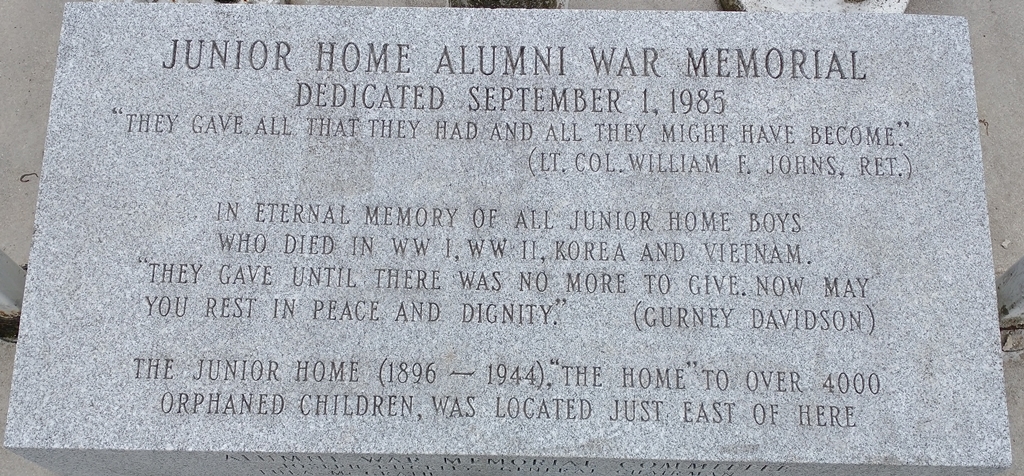 JUNIOR HOME ALUMNI WAR MEMORIAL
DEDICATED SEPTEMBER 1, 1985
"THEY GAVE ALL THAT THEY HAD AND ALL THEY MIGHT HAVE BECOME."
(LT. COL. WILLIAM F. JOHNS, RET.)
IN ETERNAL MEMORY OF ALL JUNIOR HOME BOYS
WHO DIED IN WW I, WW II, KOREA AND VIETNAM.
"THEY GAVE UNTIL THERE WAS NO MORE TO GIVE. NOW MAY
YOU REST IN PEACE AND DIGNITY." (GURNEY DAVIDSON)
THE JUNIOR HOME (1896 — 1944), "THE HOME" TO OVER 4000
ORPHANED CHILDREN, WAS LOCATED JUST EAST OF HERE
WAR MEMORIAL